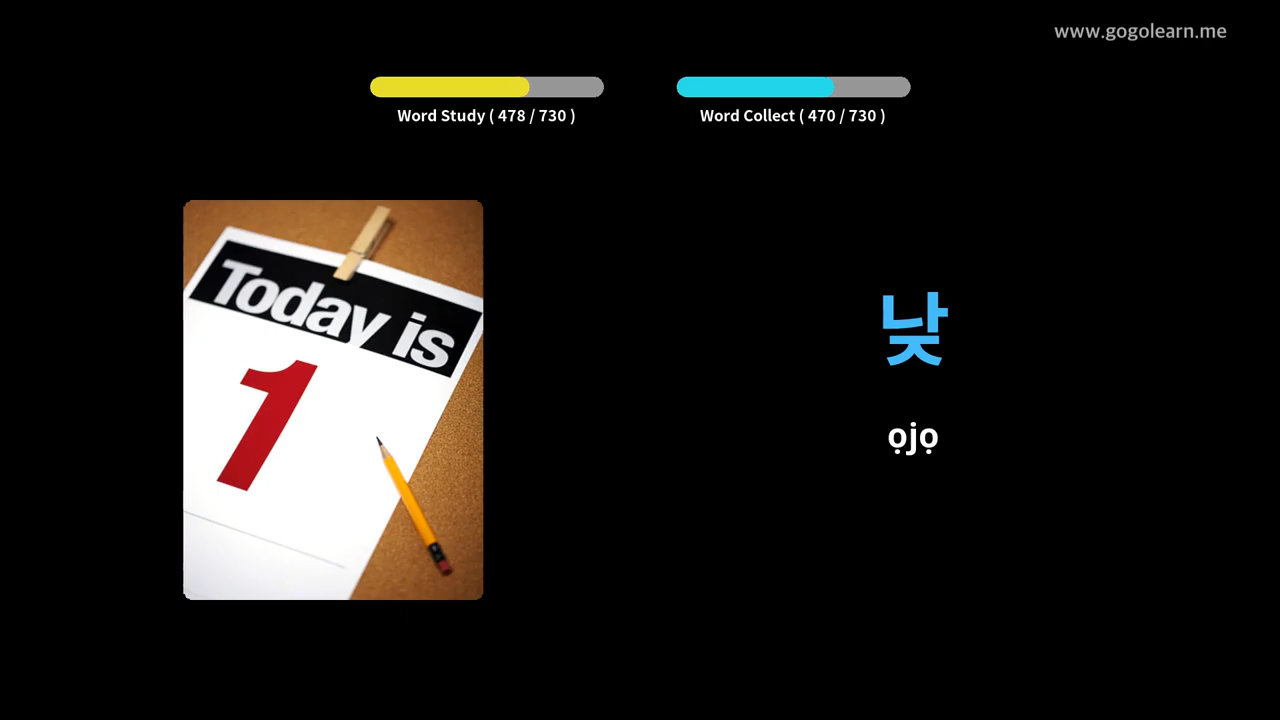 www.gogolearn.me
Word Study ( 478 / 730 )
Word Collect ( 470 / 730 )
Today is
1
낮
ọjọ